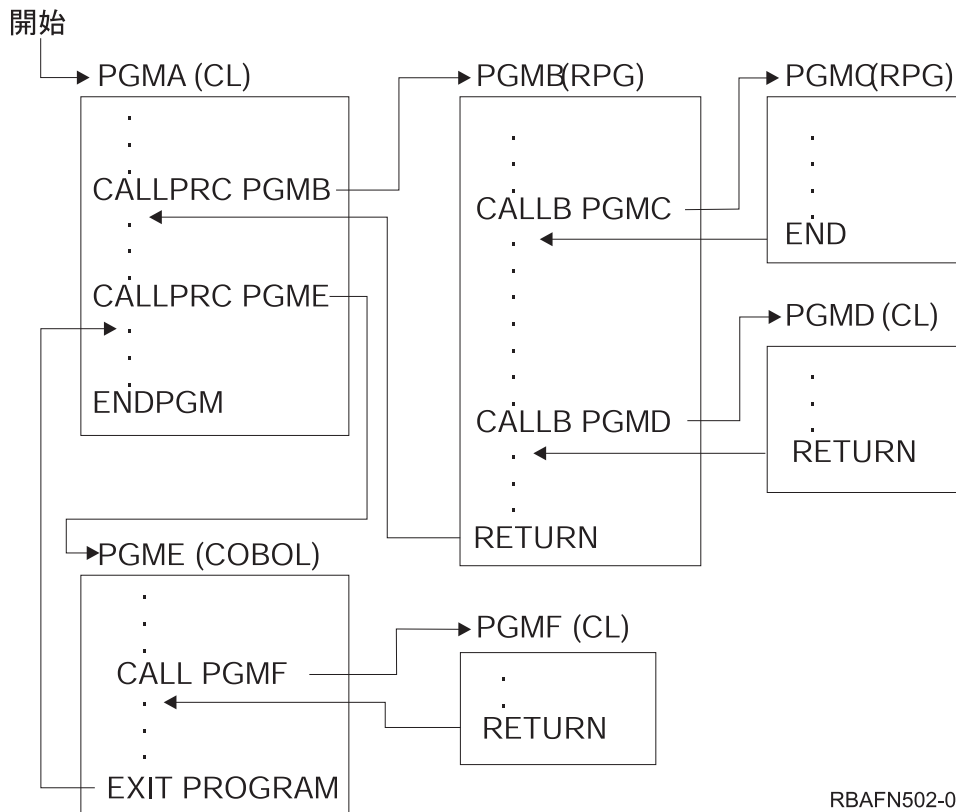 開始
PGMA (CL)
CALLPRC PGMB
CALLPRC PGME
ENDPGM
PGMB(RPG)
CALLB PGMC
CALLB PGMD
RETURN
PGMC(RPG)
END
PGMD (CL)
RETURN
PGME (COBOL)
CALL PGMF
EXIT PROGRAM
PGMF (CL)
RETURN
RBAFN502-0